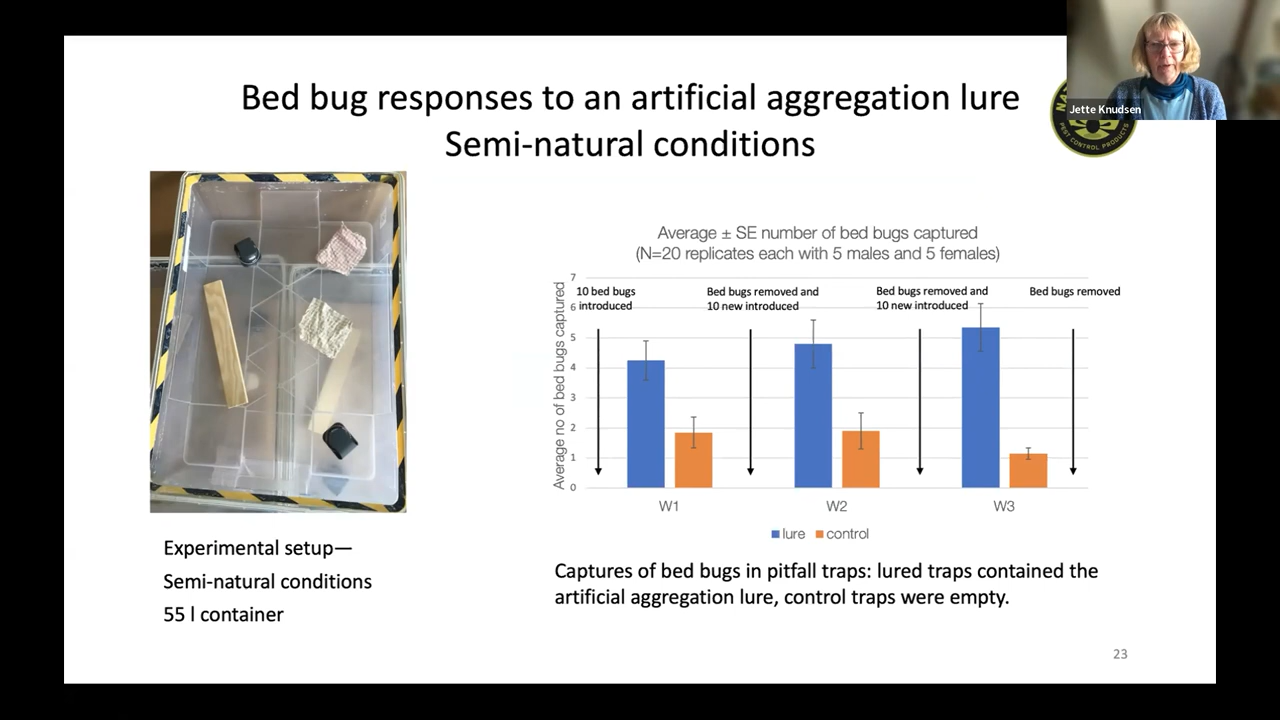 Bed bug responses to an artificial aggregation lure
Semi-natural conditions
Jette Knudsen
PEST CONTROL PRODUCTS
Average ± SE number of bed bugs captured
(N=20 replicates each with 5 males and 5 females)
Average no of bed bugs captured
7
6
5
4
3
2
1
0
10 bed bugs
introduced
Bed bugs removed and
10 new introduced
Bed bugs removed and
10 new introduced
Bed bugs removed
W1
W2
W3
lure
control
Experimental setup—
Semi-natural conditions
55 l container
Captures of bed bugs in pitfall traps: lured traps contained the
artificial aggregation lure, control traps were empty.
23